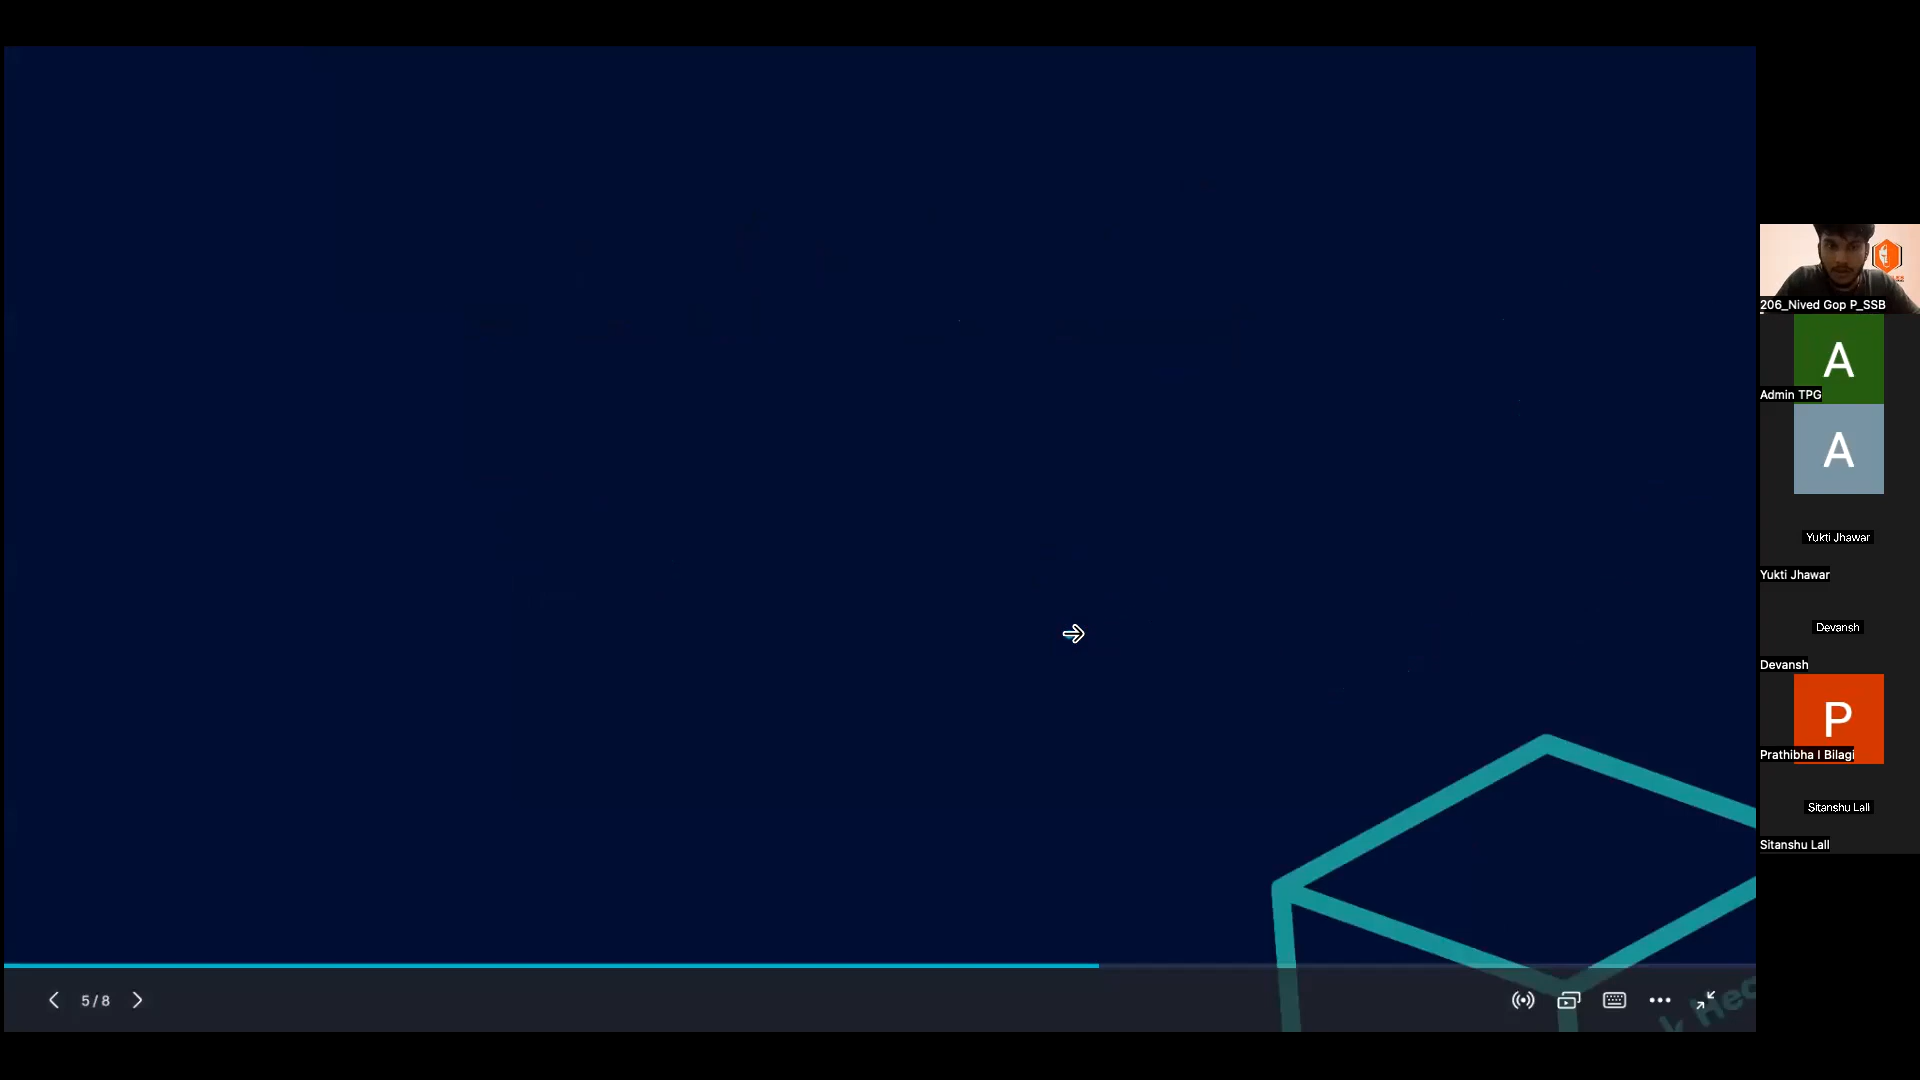 206_Nived Gop P_SSB
A
Admin TPG
A
Yukti Jhawar
Yukti Jhawar
Devansh
Devansh
P
Prathibha I Bilagi
Sitanshu Lall
Sitanshu Lall
5 / 8